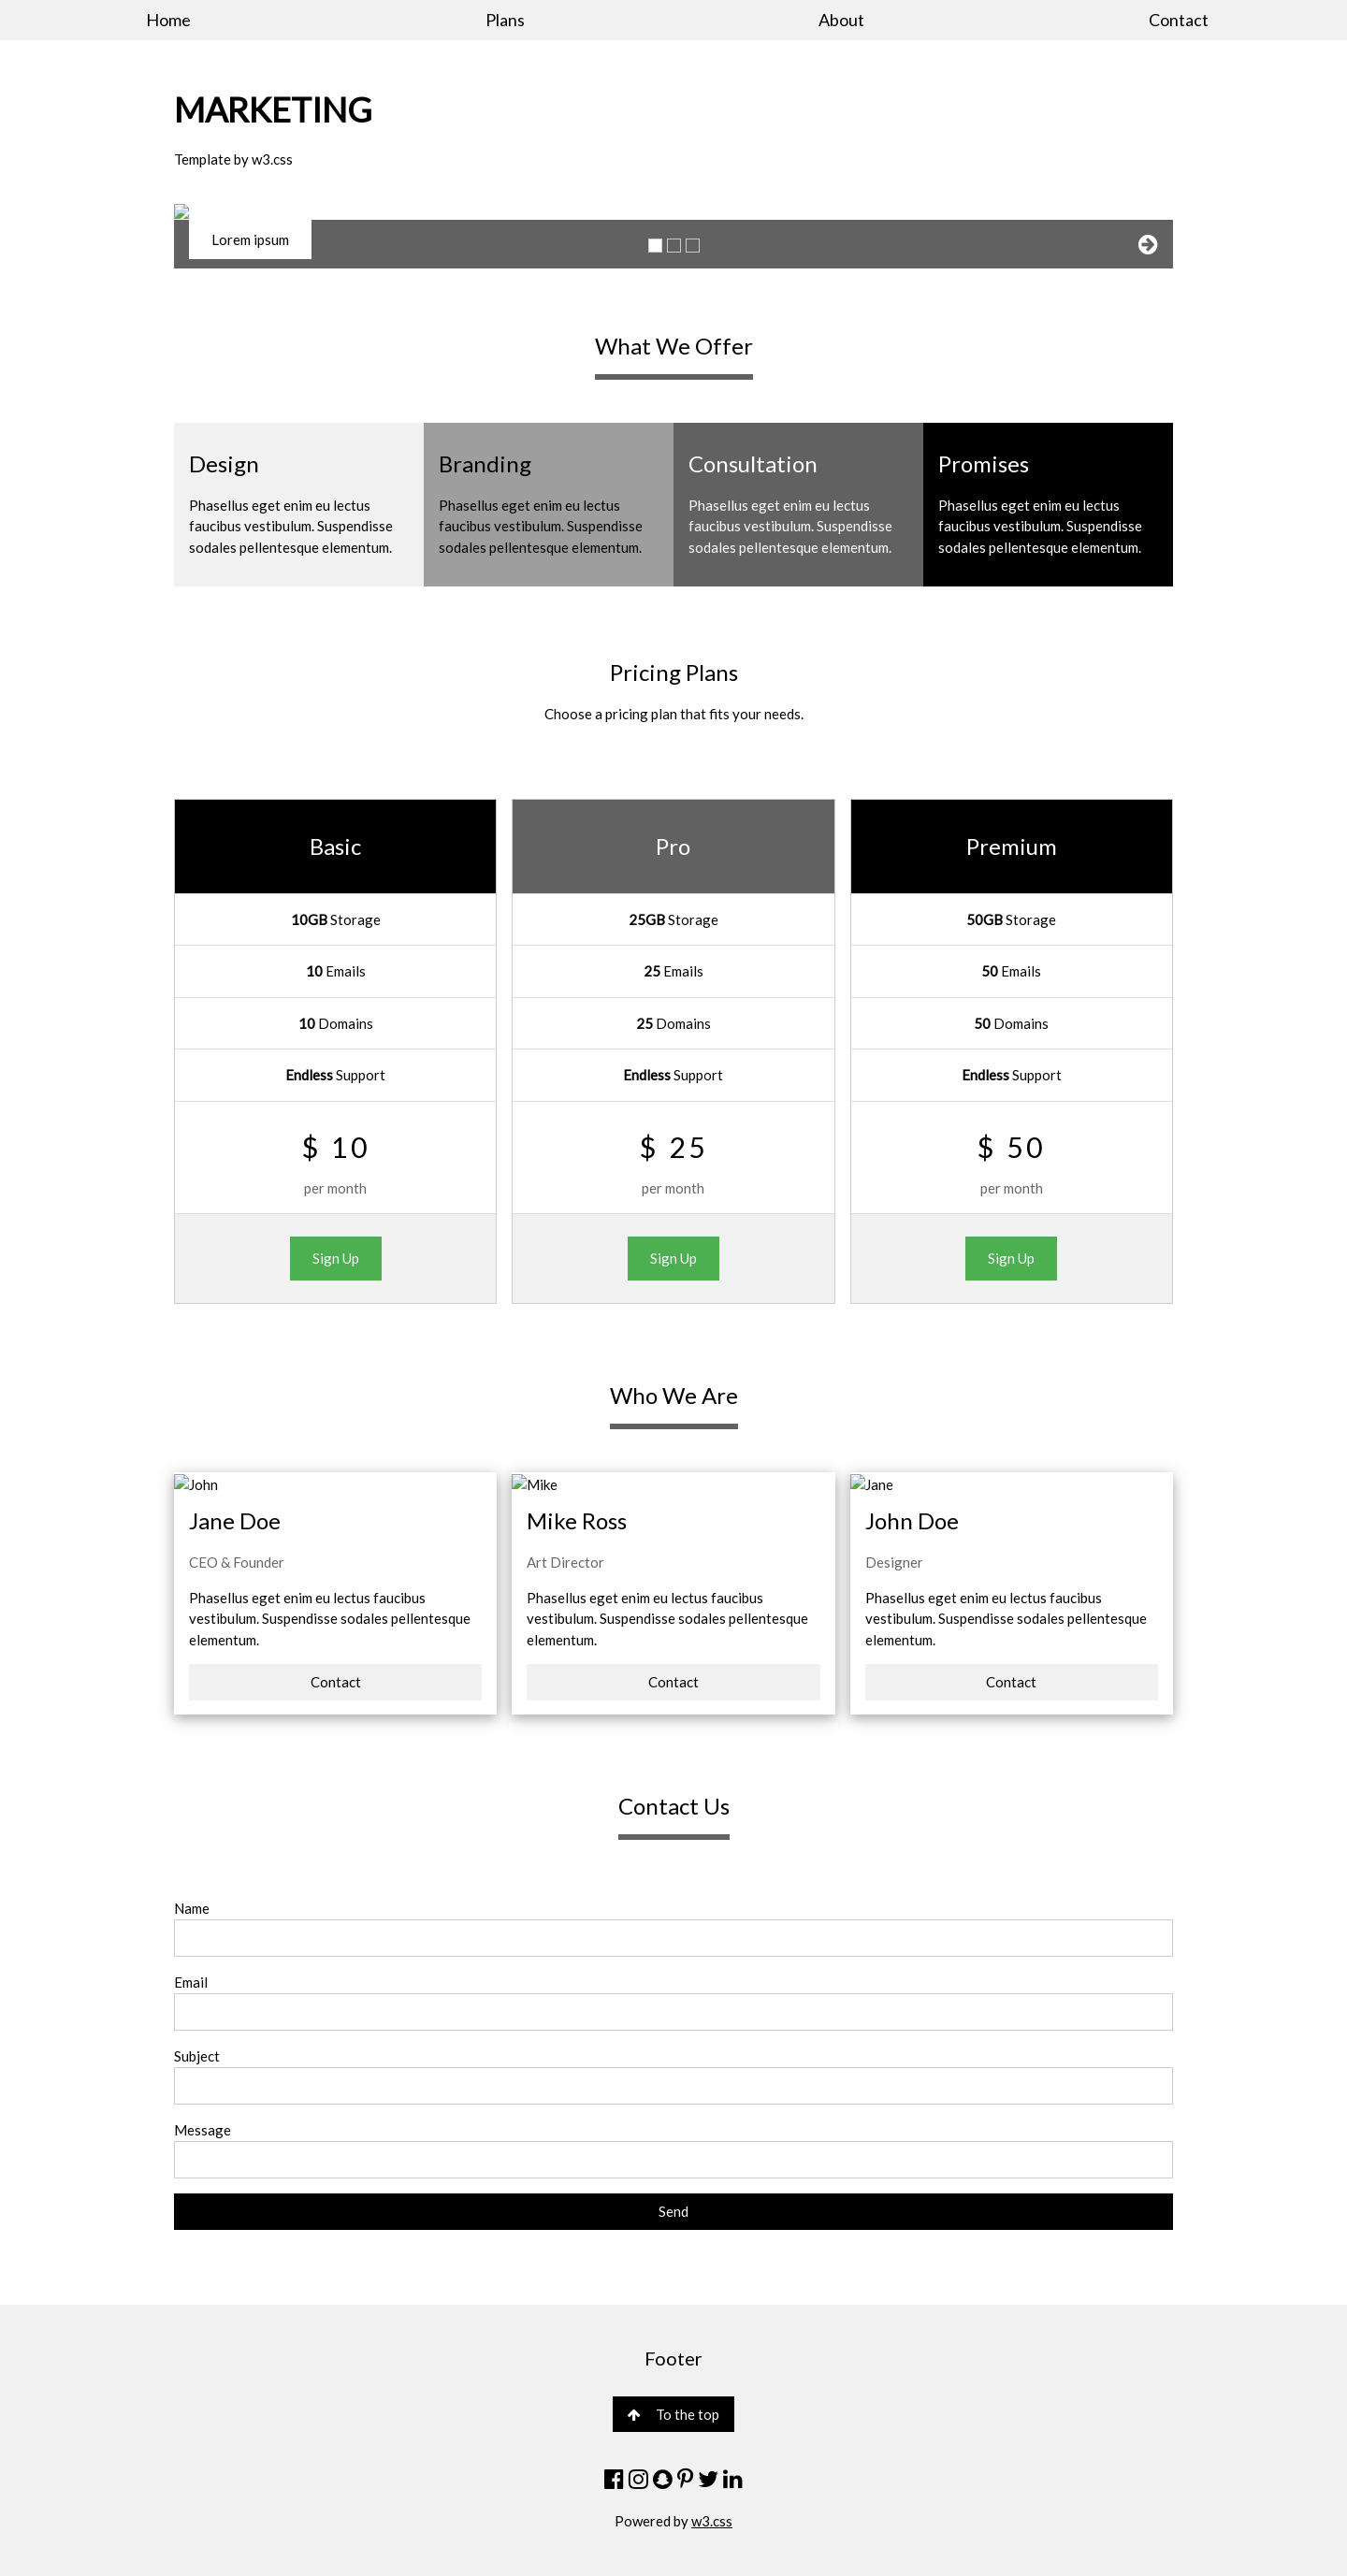 Home Plans About Contact
MARKETING
Template by w3.css
Lorem ipsum
What We Offer
Design
Phasellus eget enim eu lectus
faucibus vestibulum. Suspendisse
sodales pellentesque elementum.
Branding
Phasellus eget enim eu lectus
faucibus vestibulum. Suspendisse
sodales pellentesque elementum.
Consultation
Phasellus eget enim eu lectus
faucibus vestibulum. Suspendisse
sodales pellentesque elementum.
Promises
Phasellus eget enim eu lectus
faucibus vestibulum. Suspendisse
sodales pellentesque elementum.
Pricing Plans
Choose a pricing plan that fits your needs.
Basic
10GB Storage
10 Emails
10 Domains
Endless Support
$ 10
per month
Sign Up
Pro
25GB Storage
25 Emails
25 Domains
Endless Support
$ 25
per month
Sign Up
Premium
50GB Storage
50 Emails
50 Domains
Endless Support
$ 50
per month
Sign Up
Who We Are
John
Jane Doe
CEO & Founder
Phasellus eget enim eu lectus faucibus
vestibulum. Suspendisse sodales pellentesque
elementum.
Contact
Mike
Mike Ross
Art Director
Phasellus eget enim eu lectus faucibus
vestibulum. Suspendisse sodales pellentesque
elementum.
Contact
Jane
John Doe
Designer
Phasellus eget enim eu lectus faucibus
vestibulum. Suspendisse sodales pellentesque
elementum.
Contact
Contact Us
Name
Email
Subject
Message
Send
Footer
To the top
Powered by w3.css